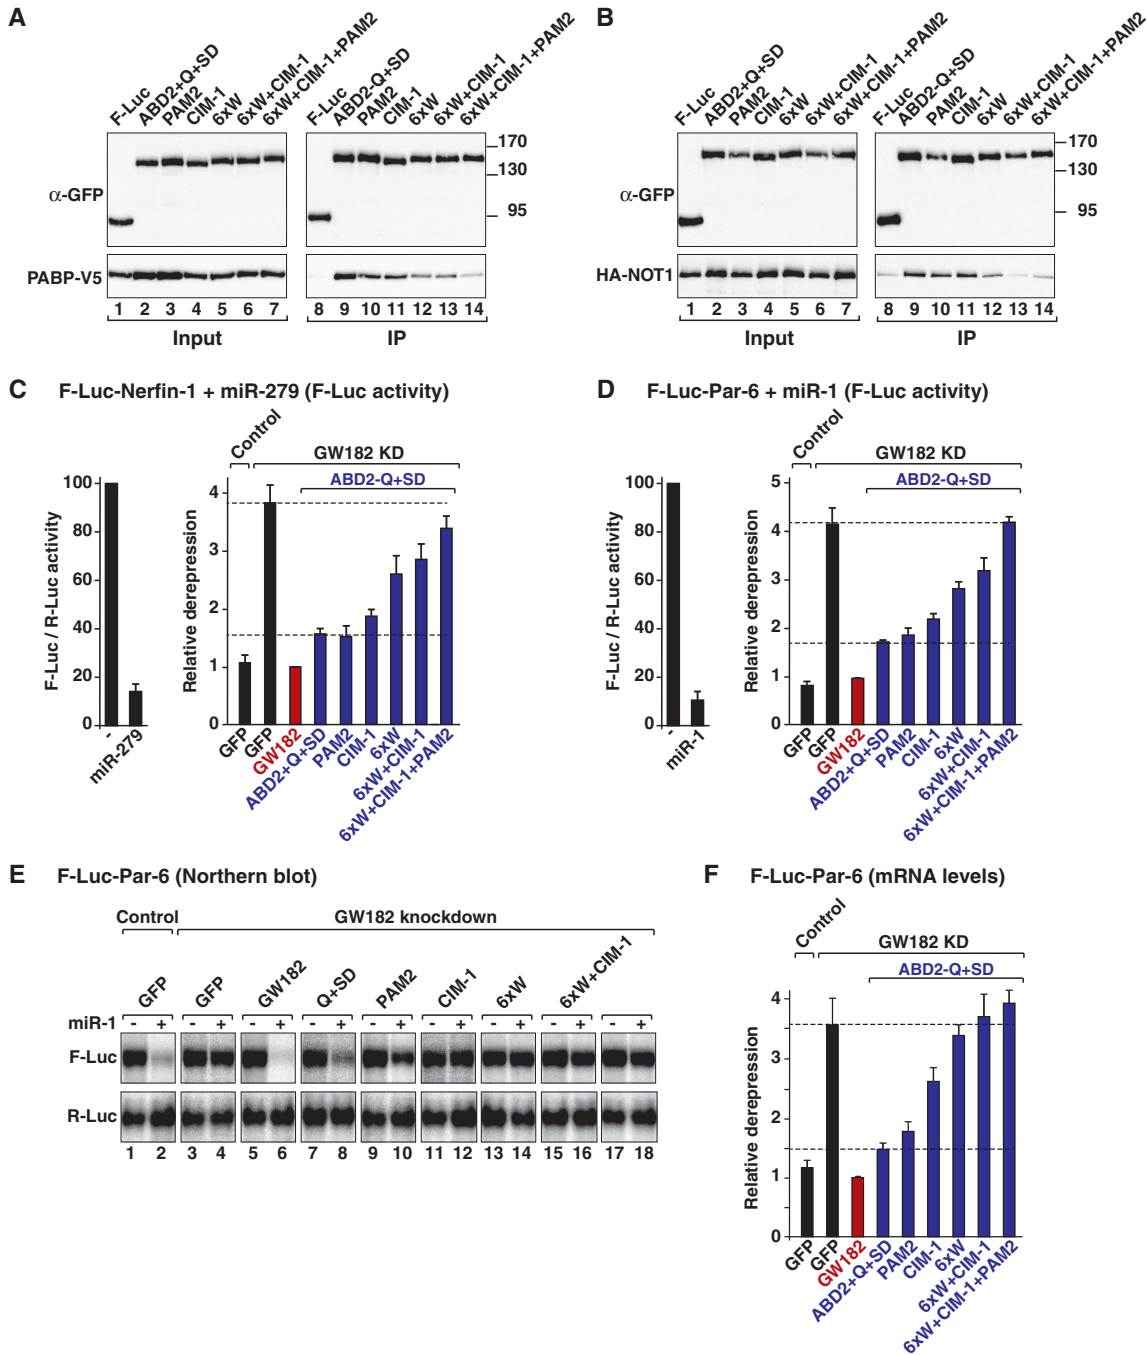 A
F-Luc
ABD2+Q+SD
PAM2
CIM-1
6xW
6xW+CIM-1
6xW+CIM-1+PAM2
F-Luc
ABD2-Q+SD
PAM2
CIM-1
6xW
6xW+CIM-1
6xW+CIM-1+PAM2
170
130
95
α-GFP
PABP-V5
1 2 3 4 5 6 7
8 9 10 11 12 13 14
Input
IP
B
F-Luc
ABD2+Q+SD
PAM2
CIM-1
6xW
6xW+CIM-1
6xW+CIM-1+PAM2
F-Luc
ABD2-Q+SD
PAM2
CIM-1
6xW
6xW+CIM-1
6xW+CIM-1+PAM2
170
130
95
α-GFP
HA-NOT1
1 2 3 4 5 6 7
8 9 10 11 12 13 14
Input
IP
C F-Luc-Nerfin-1 + miR-279 (F-Luc activity)
F-Luc / R-Luc activity
100
80
60
40
20
0
-
miR-279
Control
GW182 KD
ABD2-Q+SD
Relative derepression
4
3
2
1
0
GFP
GFP
GW182
ABD2+Q+SD
PAM2
CIM-1
6xW
6xW+CIM-1
6xW+CIM-1+PAM2
D F-Luc-Par-6 + miR-1 (F-Luc activity)
F-Luc / R-Luc activity
100
80
60
40
20
0
-
miR-1
Control
GW182 KD
ABD2-Q+SD
Relative derepression
5
4
3
2
1
0
GFP
GFP
GW182
ABD2+Q+SD
PAM2
CIM-1
6xW
6xW+CIM-1
6xW+CIM-1+PAM2
E F-Luc-Par-6 (Northern blot)
Control
GW182 knockdown
GFP
GFP
GW182
Q+SD
PAM2
CIM-1
6xW
6xW+CIM-1
miR-1 - + - + - + - + - + - + - + - + - +
F-Luc
R-Luc
1 2 3 4 5 6 7 8 9 10 11 12 13 14 15 16 17 18
F F-Luc-Par-6 (mRNA levels)
Control
GW182 KD
ABD2-Q+SD
Relative derepression
4
3
2
1
0
GFP
GFP
GW182
ABD2+Q+SD
PAM2
CIM-1
6xW
6xW+CIM-1
6xW+CIM-1+PAM2